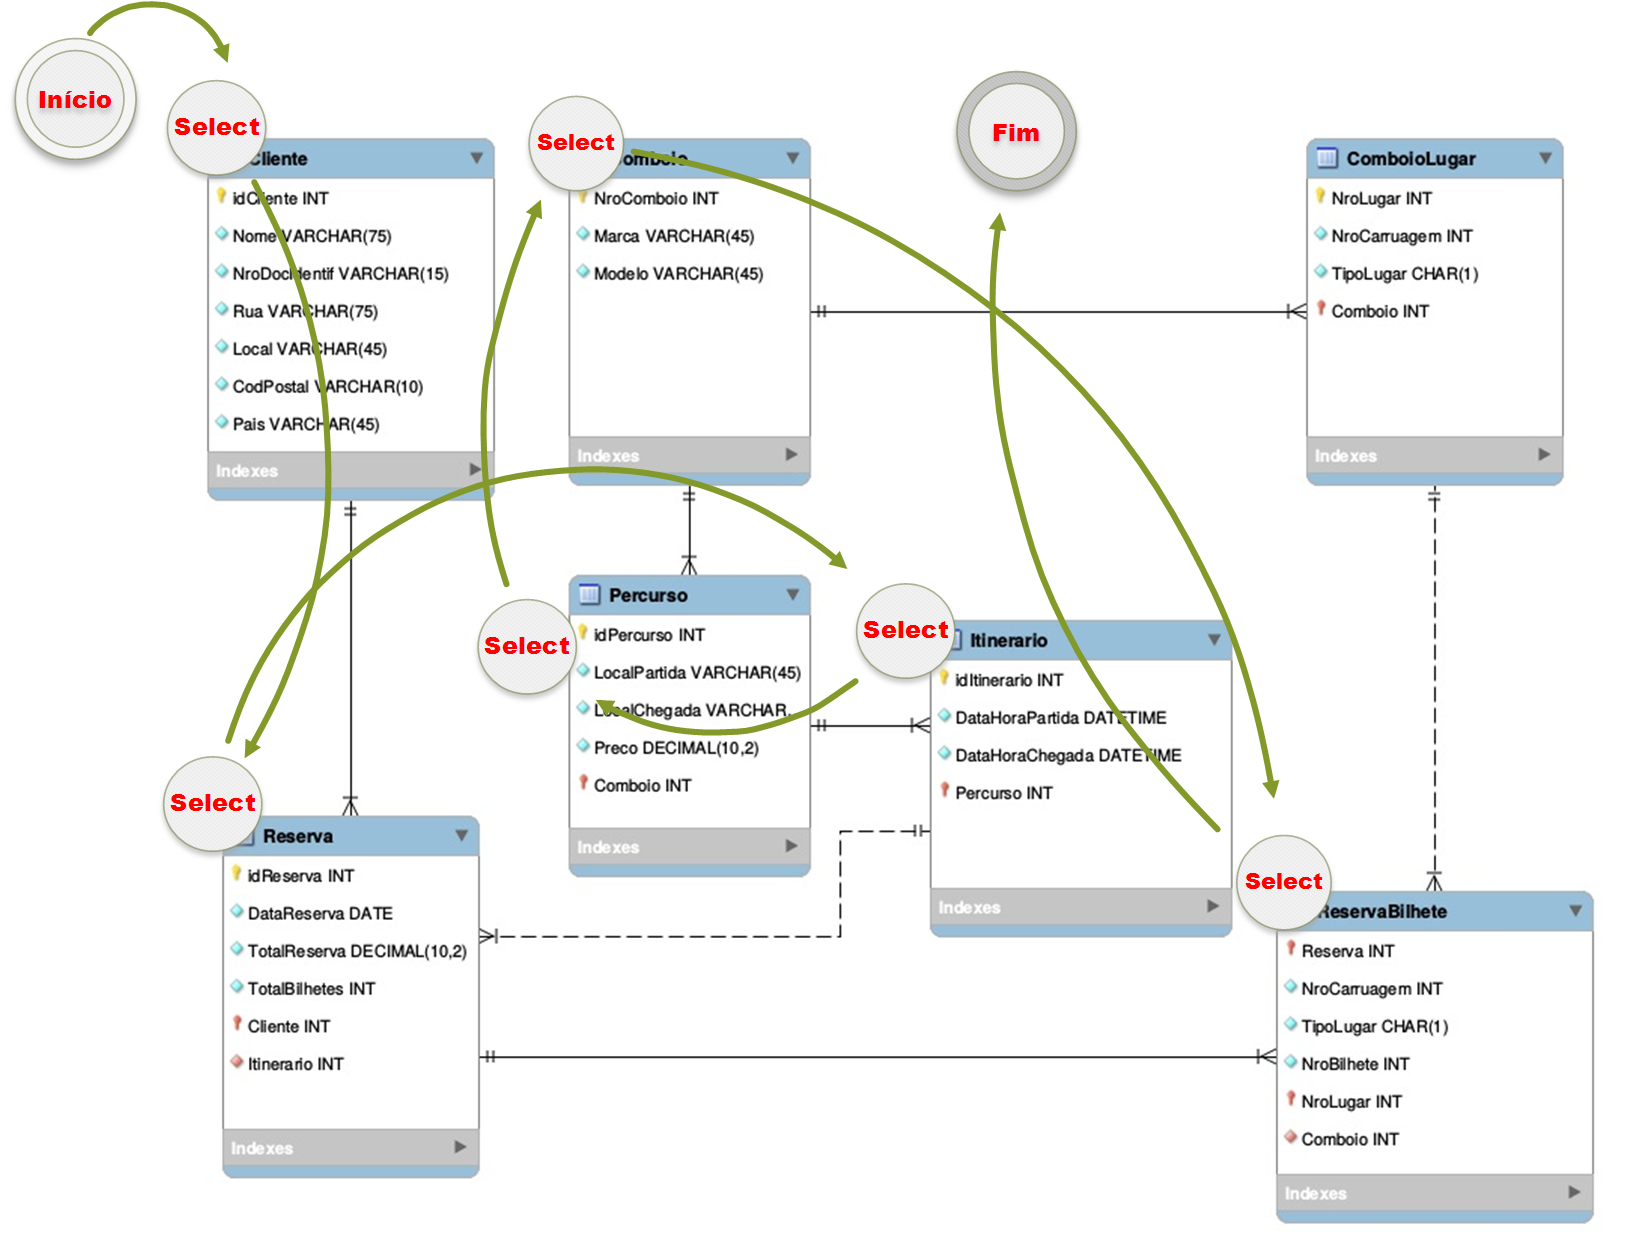 Início
Select
Cliente
idCliente INT
Nome VARCHAR(75)
NroDocIdentif VARCHAR(15)
Rua VARCHAR(75)
Local VARCHAR(45)
CodPostal VARCHAR(10)
Pais VARCHAR(45)
Indexes
Select
Comboio
NroComboio INT
Marca VARCHAR(45)
Modelo VARCHAR(45)
Indexes
Fim
ComboioLugar
NroLugar INT
NroCarruagem INT
TipoLugar CHAR(1)
Comboio INT
Indexes
Select
Percurso
idPercurso INT
LocalPartida VARCHAR(45)
LocalChegada VARCHAR...
Preco DECIMAL(10,2)
Comboio INT
Indexes
Select
Itinerario
idItinerario INT
DataHoraPartida DATETIME
DataHoraChegada DATETIME
Percurso INT
Indexes
Select
Reserva
idReserva INT
DataReserva DATE
TotalReserva DECIMAL(10,2)
TotalBilhetes INT
Cliente INT
Itinerario INT
Indexes
Select
ReservaBilhete
Reserva INT
NroCarruagem INT
TipoLugar CHAR(1)
NroBilhete INT
NroLugar INT
Comboio INT
Indexes